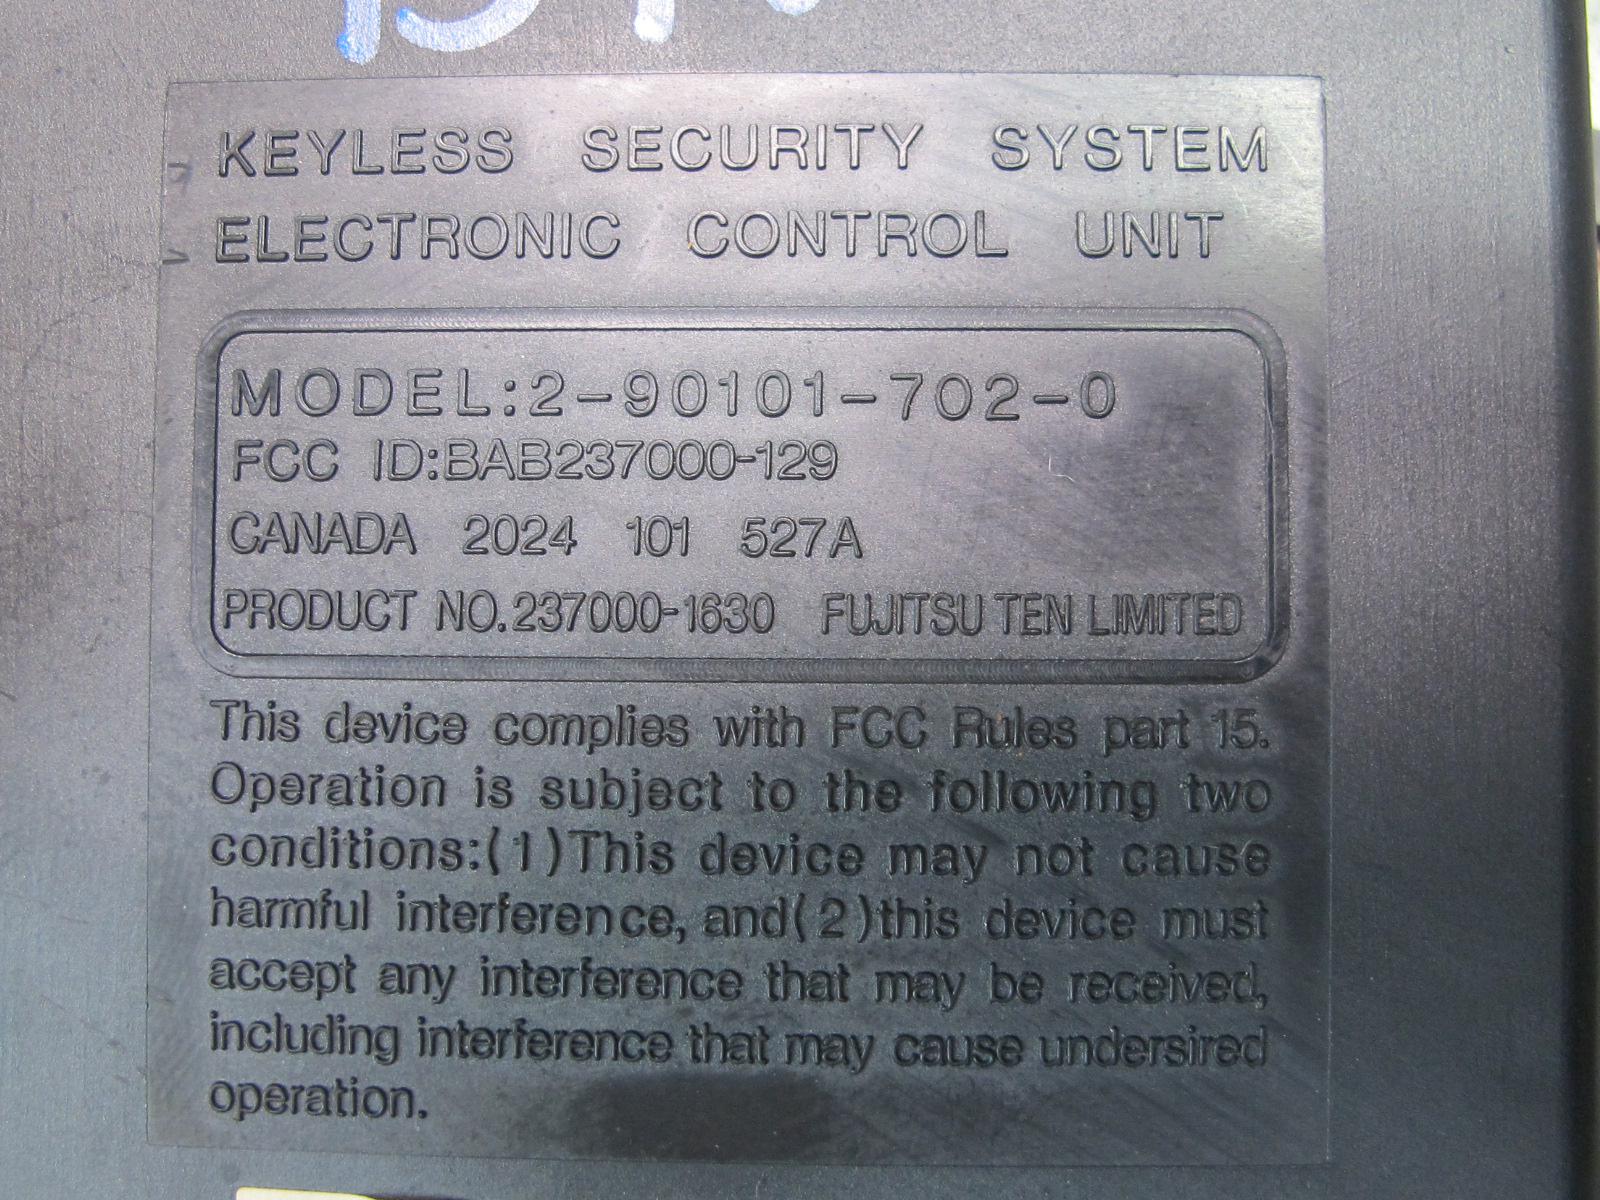 KEYLESS SECURITY SYSTEM
ELECTRONIC CONTROL UNIT
MODEL:2-90101-702-0
FCC ID:BAB237000-129
CANADA 2024 101 527A
PRODUCT NO.237000-1630 FUJITSU TEN LIMITED
This device complies with FCC Rules part 15.
Operation is subject to the following two
conditions:(1)This device may not cause
harmful interference, and(2)this device must
accept any interference that may be received,
including interference that may cause undersired
operation.